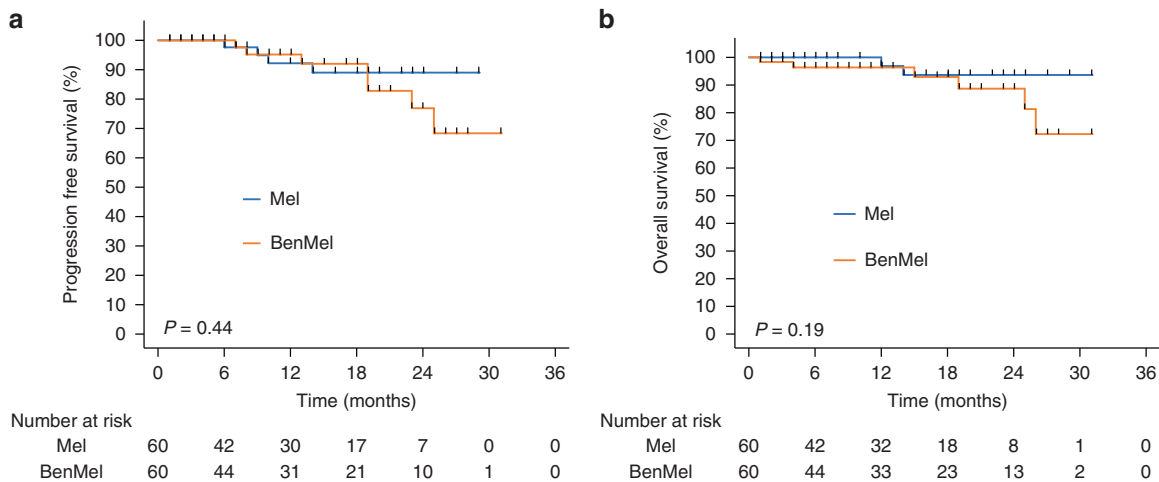 a
Progression free survival (%)
100
90
80
70
60
50
40
30
20
10
0
Mel
BenMel
P = 0.44
0 6 12 18 24 30 36
Time (months)
Number at risk
Mel 60 42 30 17 7 0 0
BenMel 60 44 31 21 10 1 0
b
Overall survival (%)
100
90
80
70
60
50
40
30
20
10
0
Mel
BenMel
P = 0.19
0 6 12 18 24 30 36
Time (months)
Number at risk
Mel 60 42 32 18 8 1 0
BenMel 60 44 33 23 13 2 0